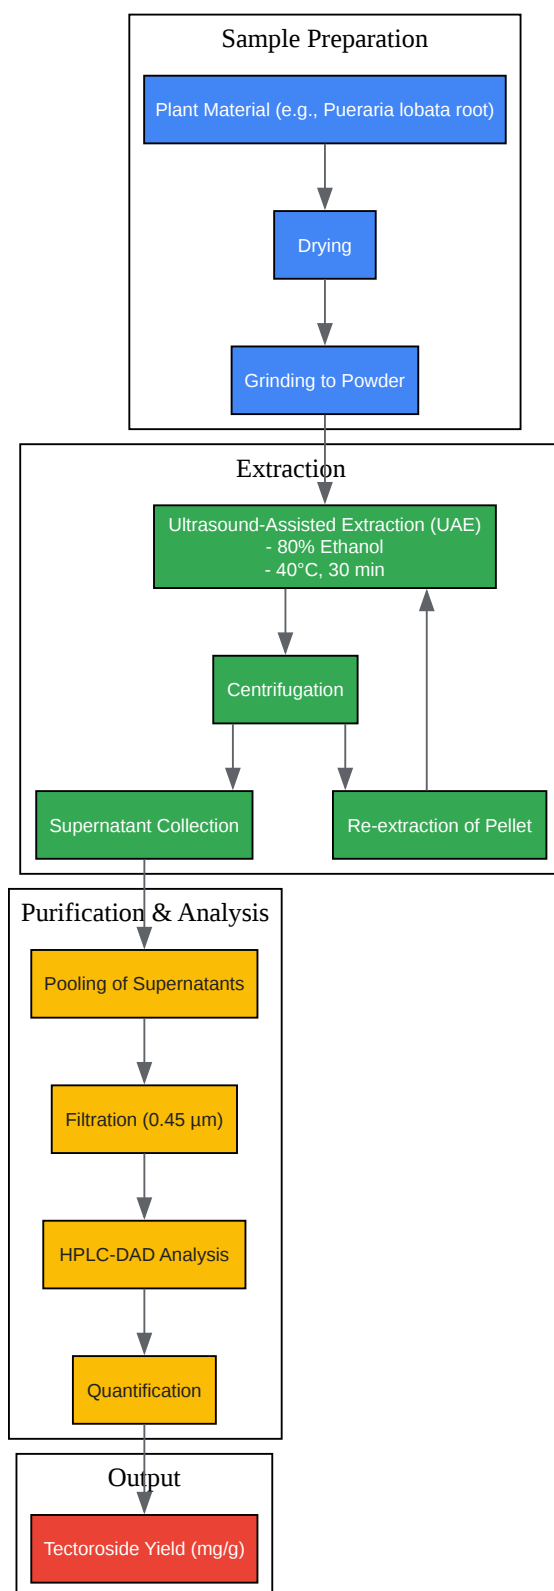 Sample Preparation
Plant Material (e.g., Pueraria lobata root)
Drying
Grinding to Powder
Extraction
Ultrasound-Assisted Extraction (UAE)
- 80% Ethanol
- 40°C, 30 min
Centrifugation
Supernatant Collection
Re-extraction of Pellet
Purification & Analysis
Pooling of Supernatants
Filtration (0.45 µm)
HPLC-DAD Analysis
Quantification
Output
Tectoroside Yield (mg/g)